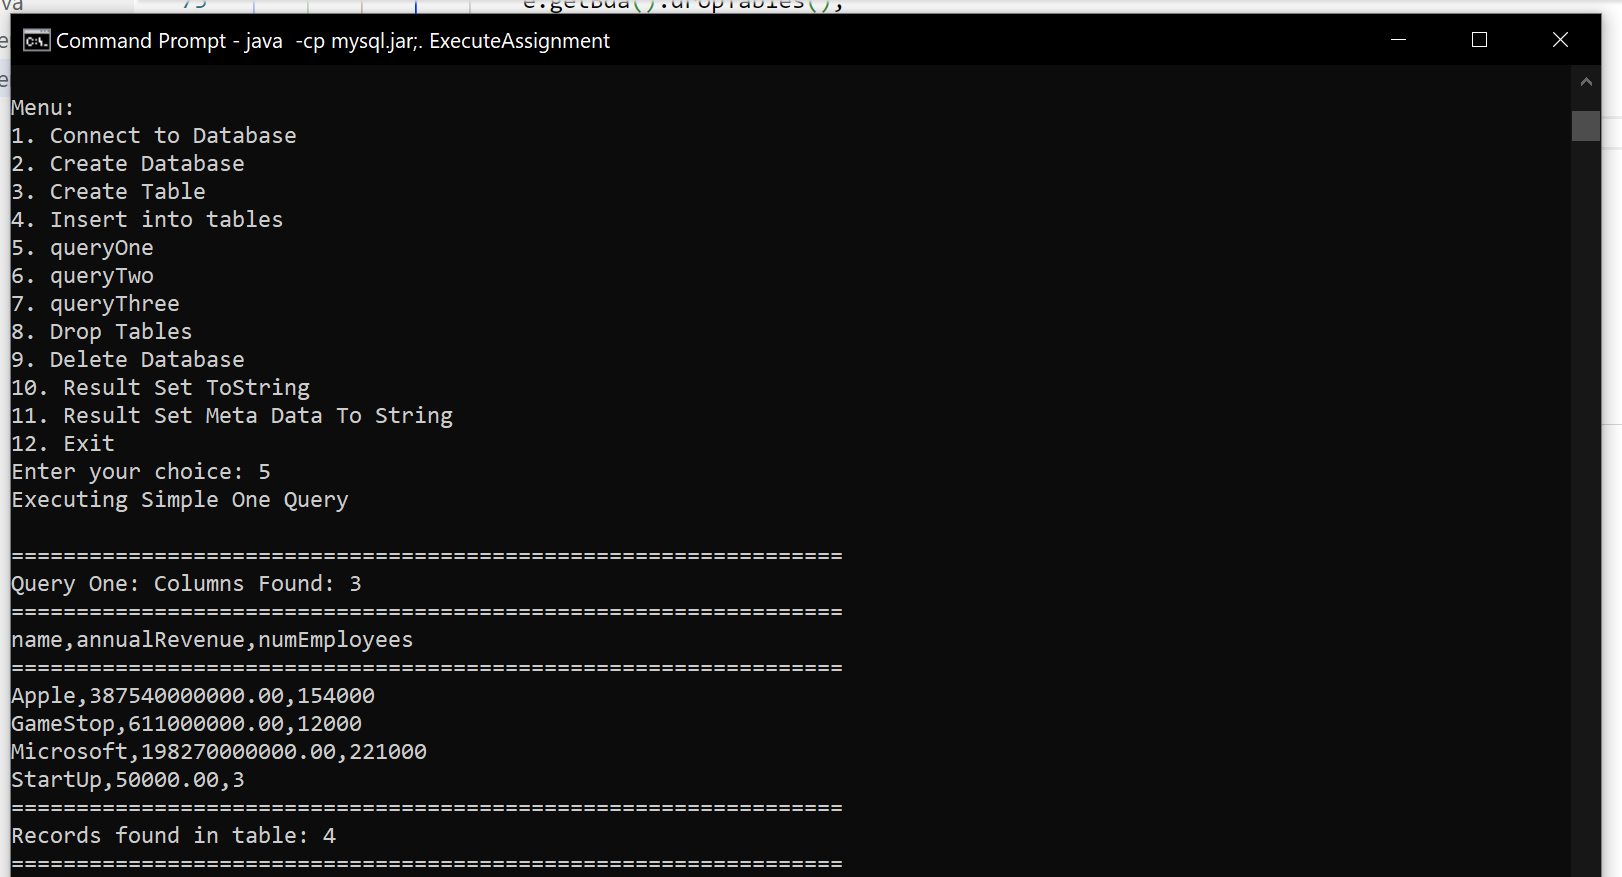 va 75 e.getBda().dropTables();
Command Prompt - java  -cp mysql.jar;. ExecuteAssignment
Menu:
1. Connect to Database
2. Create Database
3. Create Table
4. Insert into tables
5. queryOne
6. queryTwo
7. queryThree
8. Drop Tables
9. Delete Database
10. Result Set ToString
11. Result Set Meta Data To String
12. Exit
Enter your choice: 5
Executing Simple One Query
================================================================
Query One: Columns Found: 3
================================================================
name,annualRevenue,numEmployees
================================================================
Apple,387540000000.00,154000
GameStop,611000000.00,12000
Microsoft,198270000000.00,221000
StartUp,50000.00,3
================================================================
Records found in table: 4
================================================================